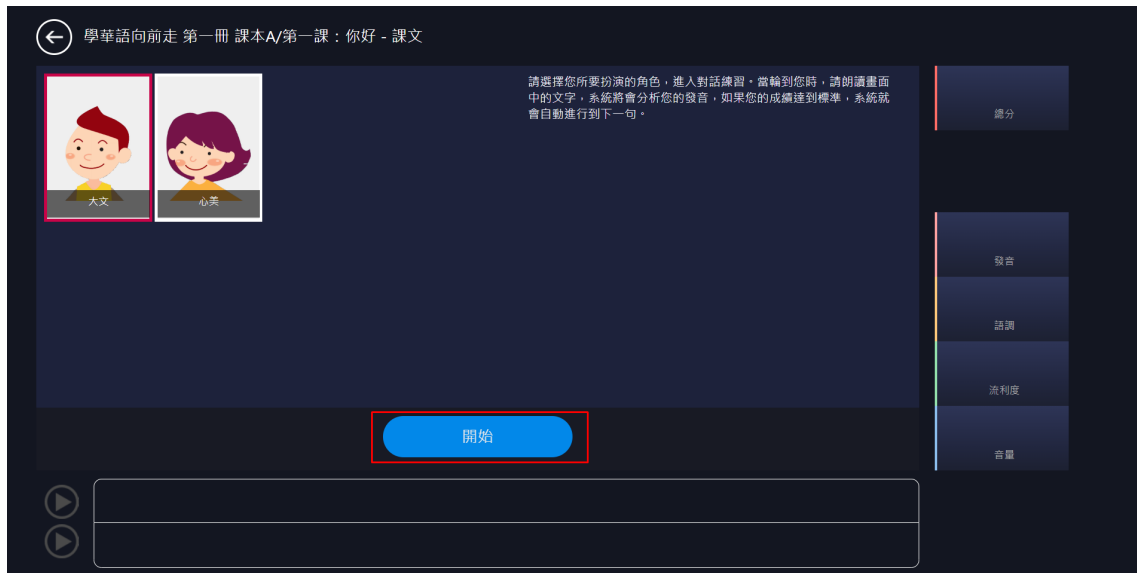 學華語向前走 第一冊 課本A/第一課：你好 - 課文
大文
心美
請選擇您所要扮演的角色，進入對話練習。當輪到您時，請朗讀畫面
中的文字，系統將會分析您的發音，如果您的成績達到標準，系統就
會自動進行到下一句。
總分
發音
語調
流利度
音量
開始